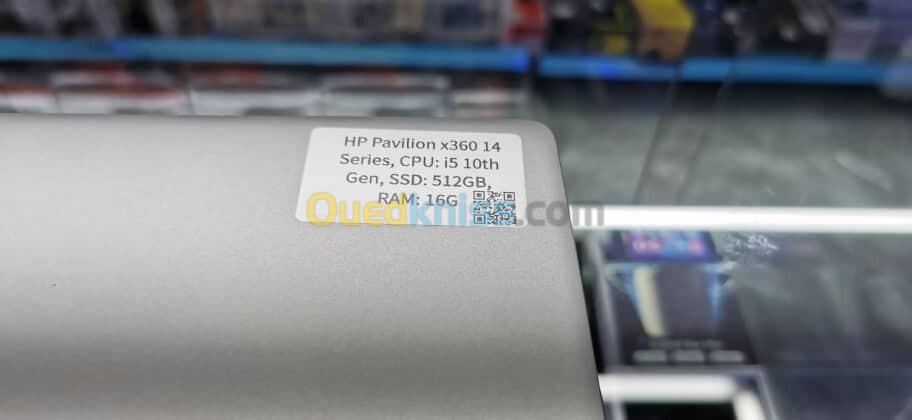 HP Pavilion x360 14
Series, CPU: i5 10th
Gen, SSD: 512GB,
RAM: 16G
Ouedkniss.com